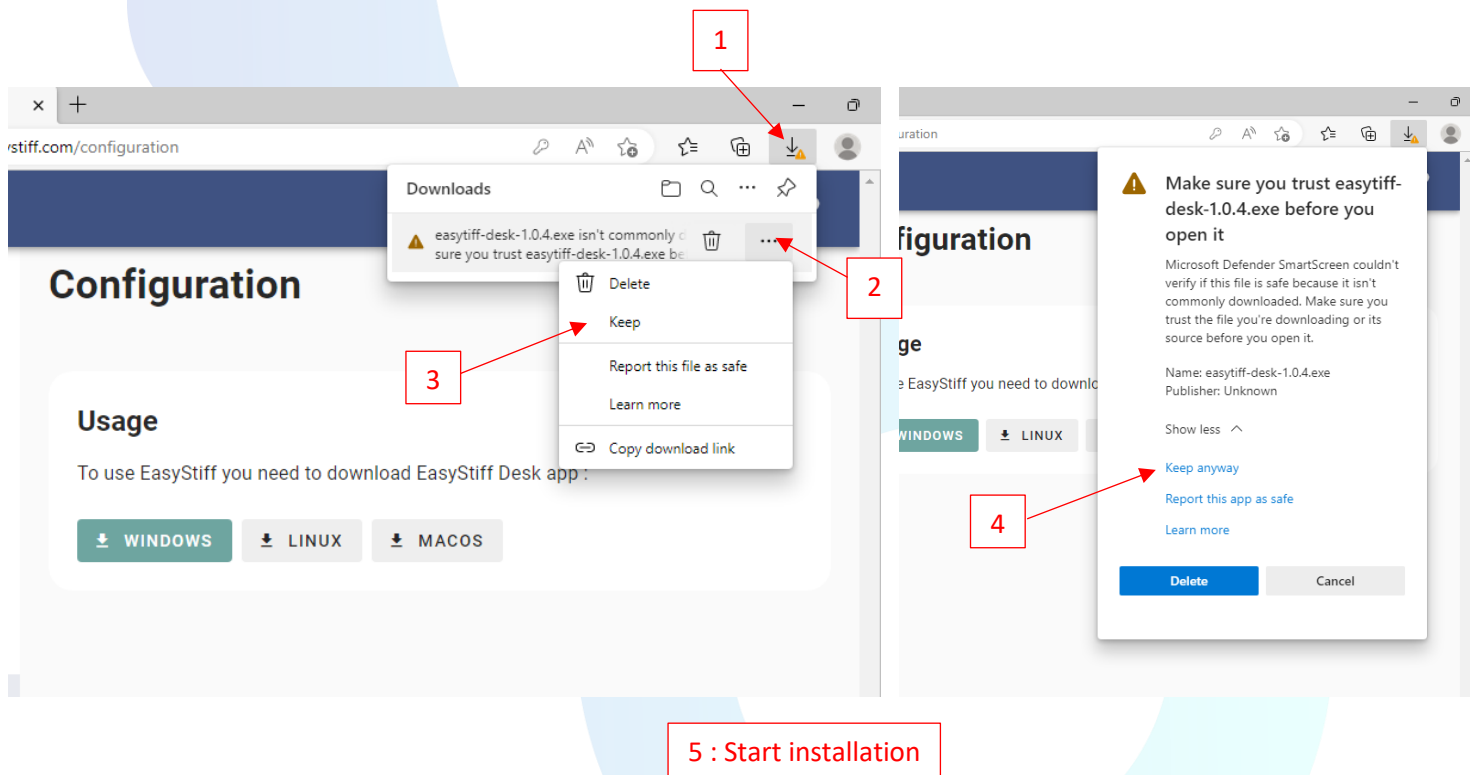 1
stiff.com/configuration
Downloads
easytiff-desk-1.0.4.exe isn't commonly
sure you trust easytiff-desk-1.0.4.exe be
Delete
Keep
Report this file as safe
Learn more
Copy download link
2
3
Configuration
Usage
To use EasyStiff you need to download EasyStiff Desk app :
WINDOWS
LINUX
MACOS
uration
figuration
ge
e EasyStiff you need to downlo
WINDOWS
LINUX
Make sure you trust easytiff-
desk-1.0.4.exe before you
open it
Microsoft Defender SmartScreen couldn't
verify if this file is safe because it isn't
commonly downloaded. Make sure you
trust the file you're downloading or its
source before you open it.
Name: easytiff-desk-1.0.4.exe
Publisher: Unknown
Show less
Keep anyway
Report this app as safe
Learn more
4
Delete
Cancel
5 : Start installation